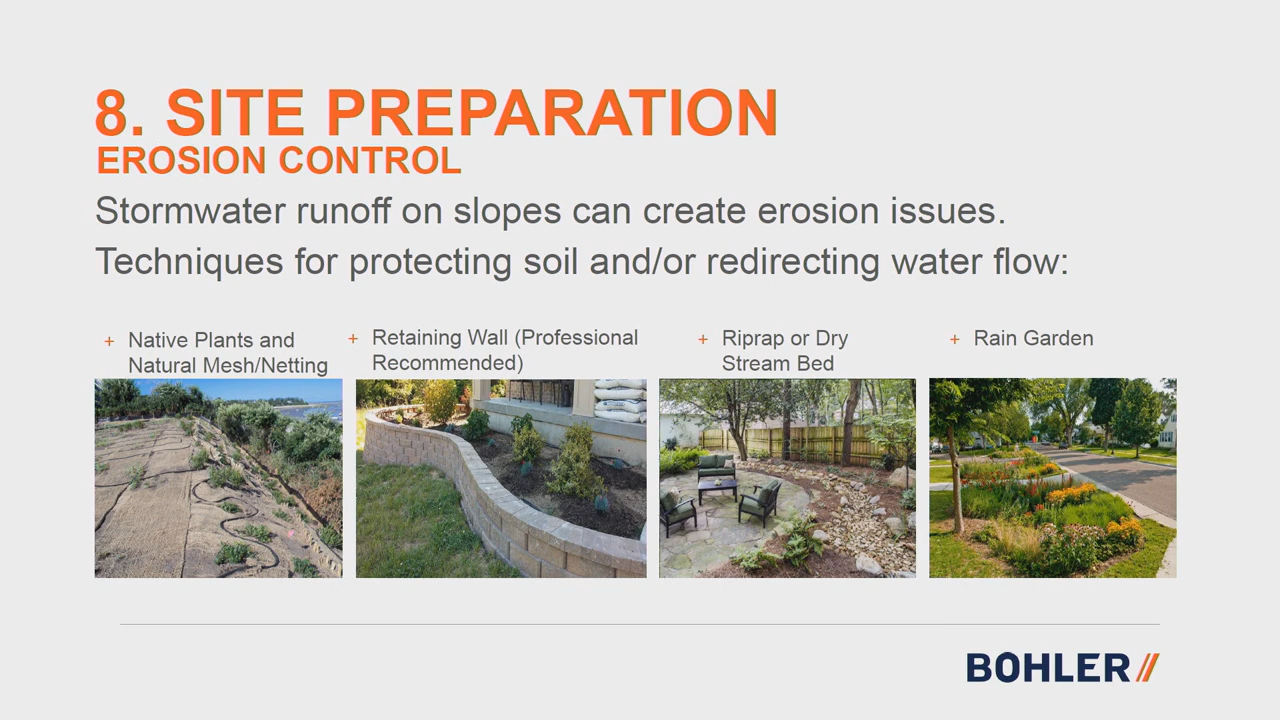 8. SITE PREPARATION
EROSION CONTROL
Stormwater runoff on slopes can create erosion issues.
Techniques for protecting soil and/or redirecting water flow:
+ Native Plants and
Natural Mesh/Netting
+ Retaining Wall (Professional
Recommended)
+ Riprap or Dry
Stream Bed
+ Rain Garden
BOHLER//